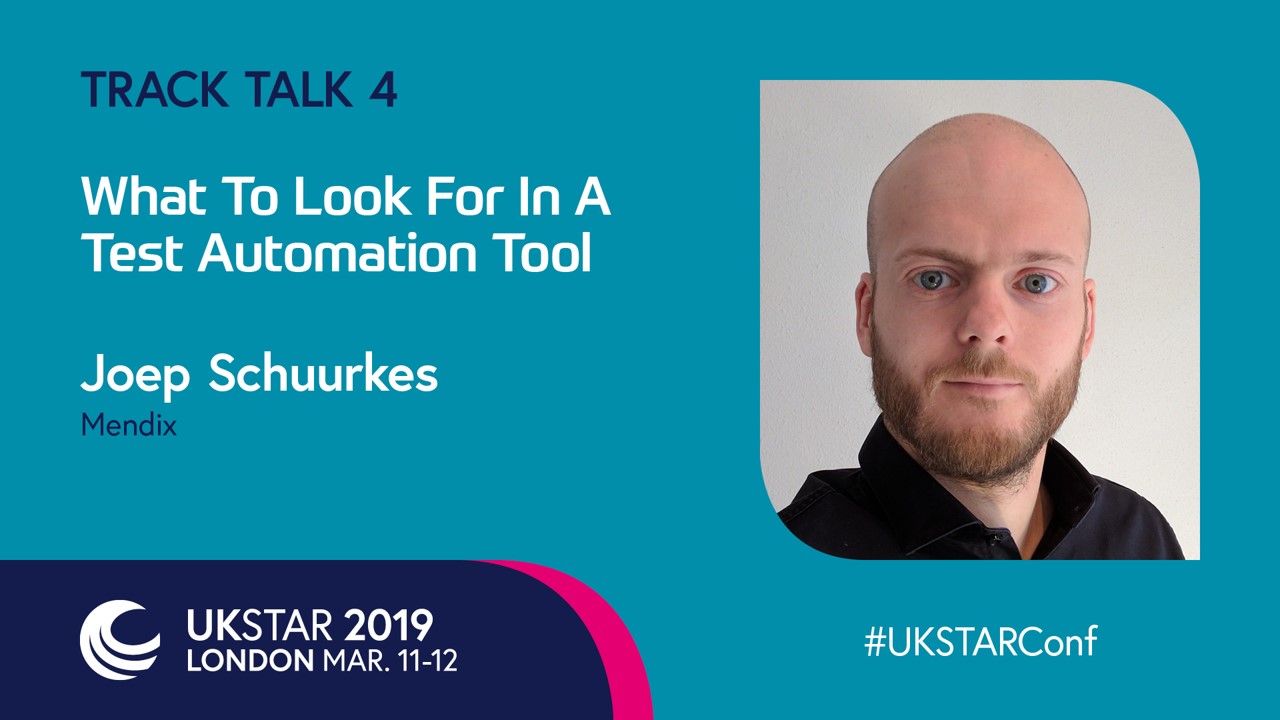 TRACK TALK 4
What To Look For In A
Test Automation Tool
Joep Schuurkes
Mendix
UKSTAR 2019
LONDON MAR. 11-12
#UKSTARConf